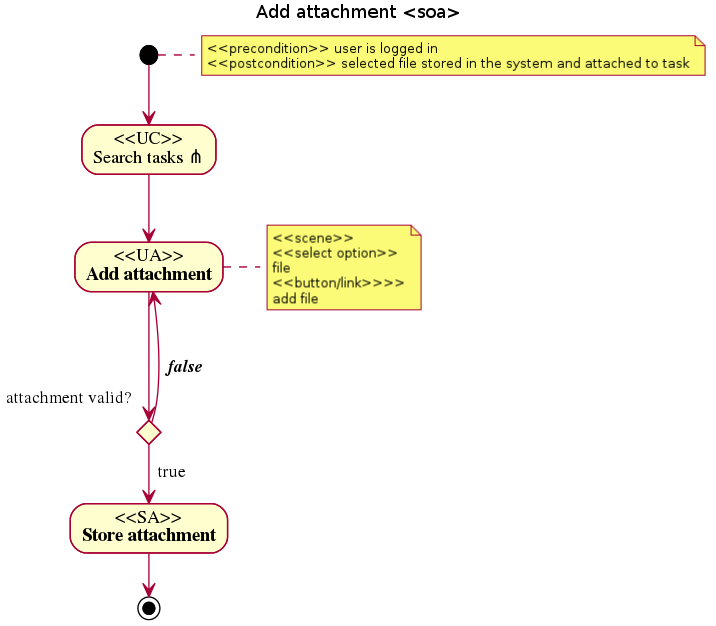 Add attachment <soa>
<<precondition>> user is logged in
<<postcondition>> selected file stored in the system and attached to task
<<UC>>
Search tasks ⋔
<<UA>>
Add attachment
<<scene>>
<<select option>>
file
<<button/link>>>>
add file
false
attachment valid?
true
<<SA>>
Store attachment